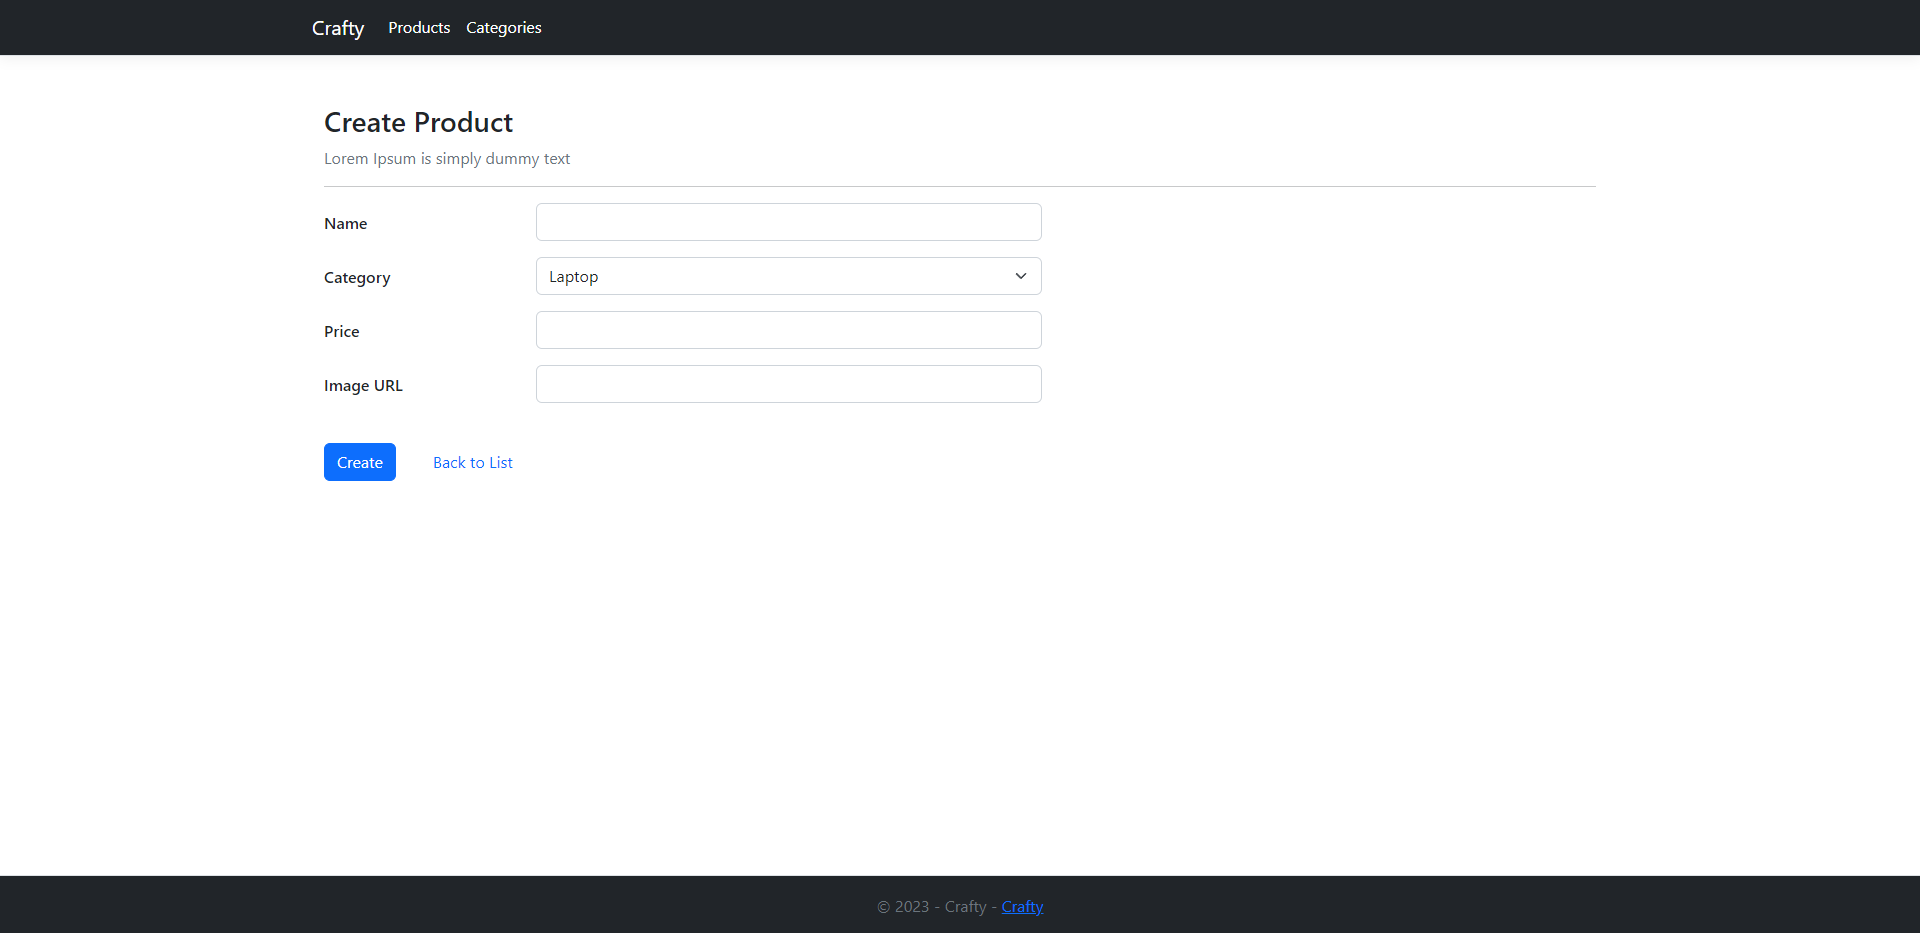 Crafty Products Categories
Create Product
Lorem Ipsum is simply dummy text
Name
Category Laptop
Price
Image URL
Create Back to List
© 2023 - Crafty - Crafty